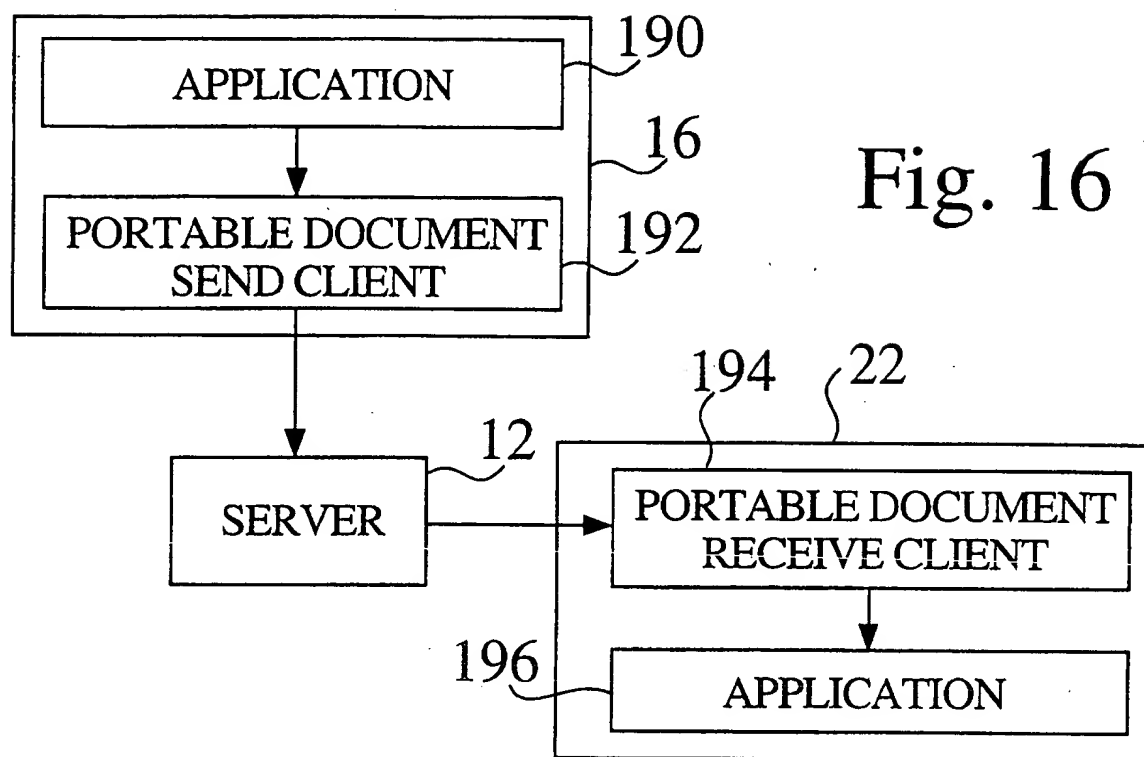 190
APPLICATION
16
Fig. 16
PORTABLE DOCUMENT
SEND CLIENT
192
194
22
12
SERVER
PORTABLE DOCUMENT
RECEIVE CLIENT
196
APPLICATION